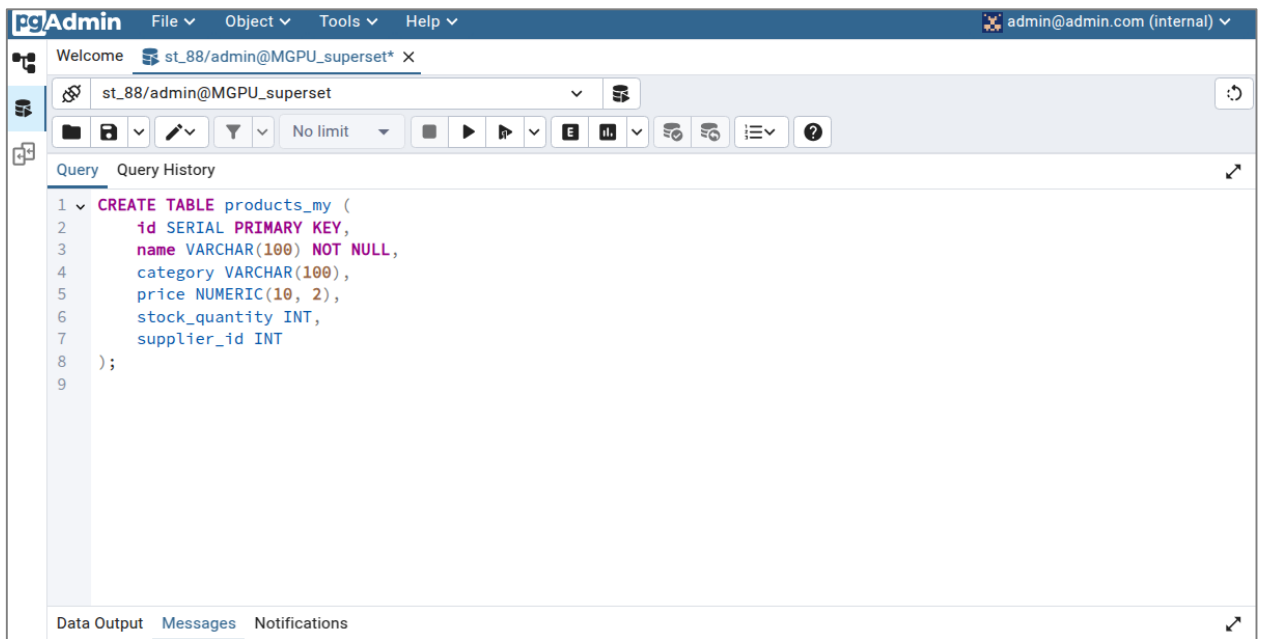 pgAdmin File Object Tools Help admin@admin.com (internal)
Welcome st_88/admin@MGPU_superset*
st_88/admin@MGPU_superset
No limit E
Query Query History
1 CREATE TABLE products_my (
2 id SERIAL PRIMARY KEY,
3 name VARCHAR(100) NOT NULL,
4 category VARCHAR(100),
5 price NUMERIC(10, 2),
6 stock_quantity INT,
7 supplier_id INT
8 );
9
Data Output Messages Notifications